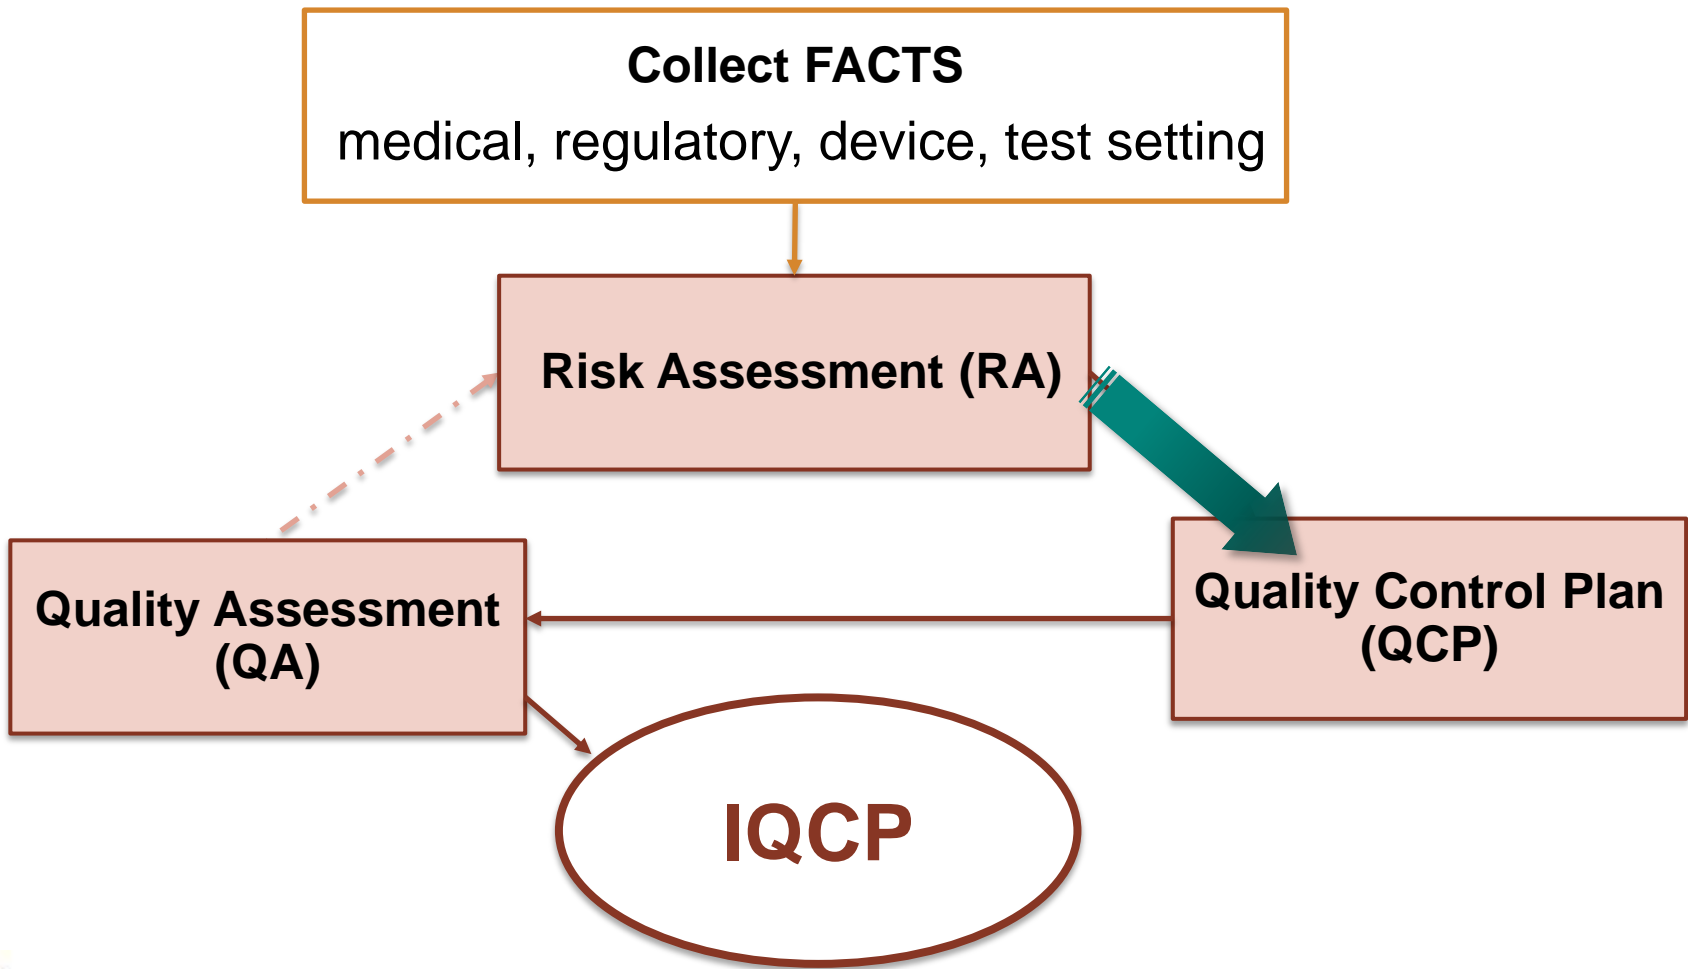 Collect FACTS
medical, regulatory, device, test setting
Risk Assessment (RA)
Quality Assessment
(QA)
Quality Control Plan
(QCP)
IQCP